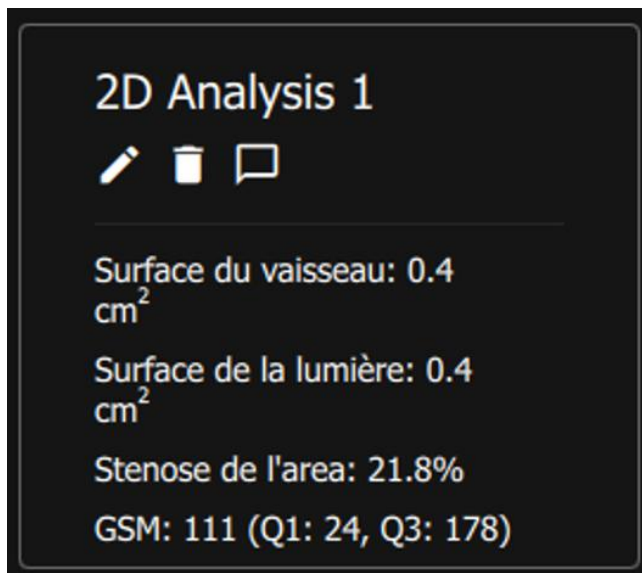 2D Analysis 1
Surface du vaisseau: 0.4
cm²
Surface de la lumière: 0.4
cm²
Stenose de l'area: 21.8%
GSM: 111 (Q1: 24, Q3: 178)